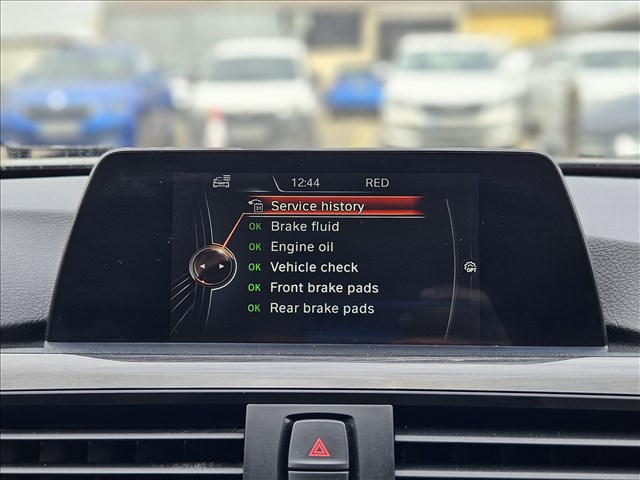 12:44 RED
Service history
OK Brake fluid
OK Engine oil
OK Vehicle check
OK Front brake pads
OK Rear brake pads
OPT